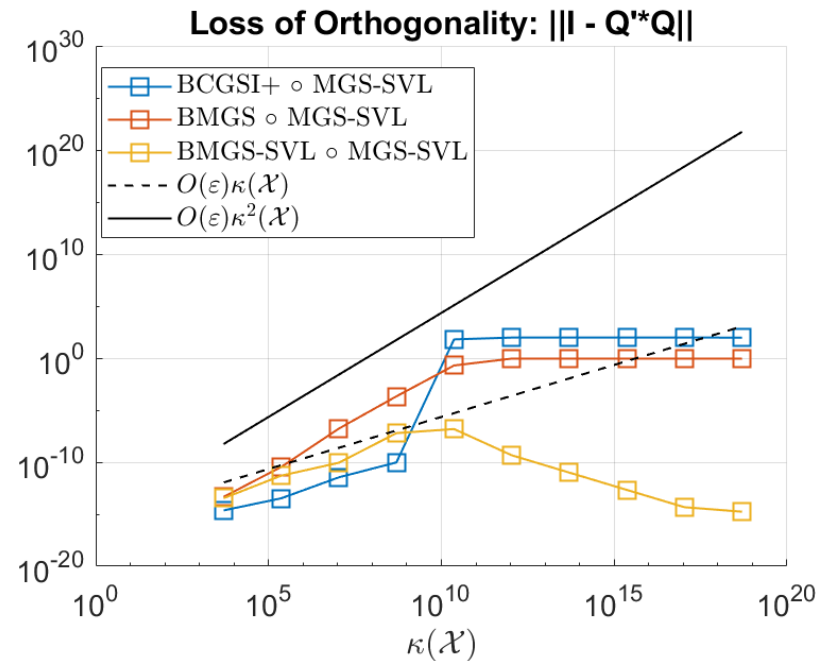 Loss of Orthogonality: ||I - Q'*Q||
10^30
10^20
10^10
10^0
10^-10
10^-20
BCGSI+ ∘ MGS-SVL
BMGS ∘ MGS-SVL
BMGS-SVL ∘ MGS-SVL
O(ε)κ(𝒳)
O(ε)κ²(𝒳)
10^0 10^5 10^10 10^15 10^20
κ(𝒳)